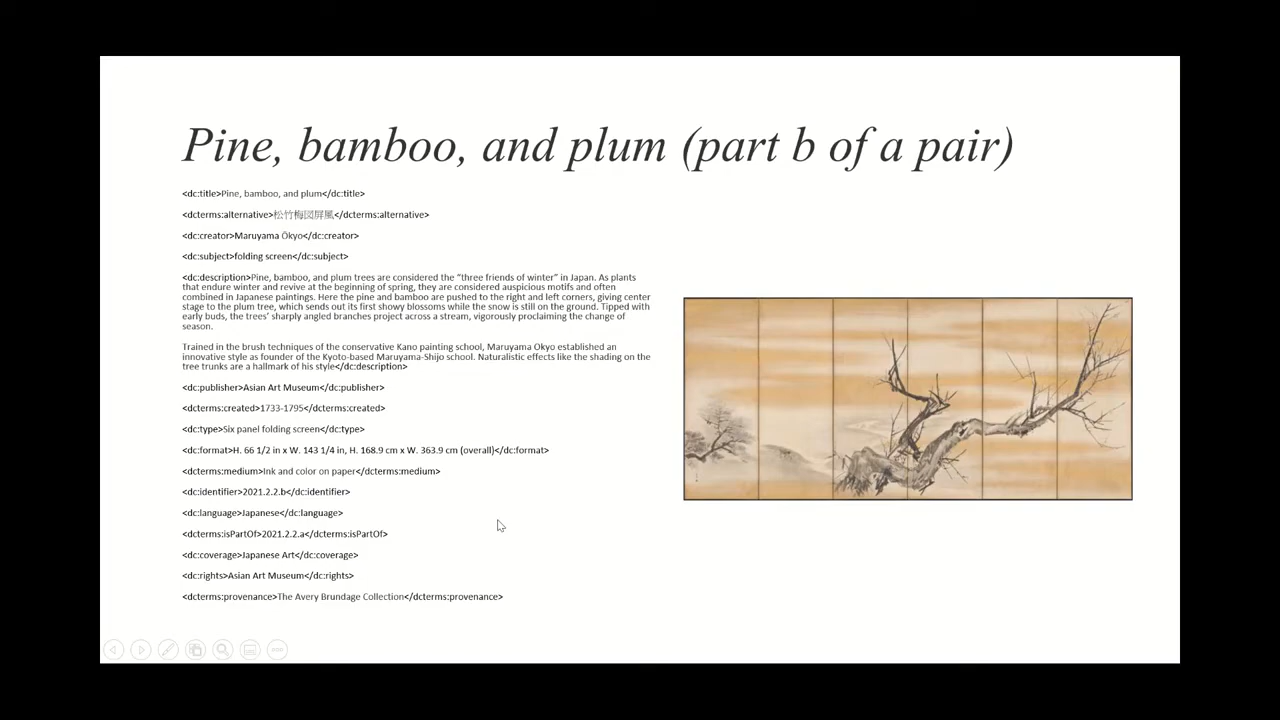 Pine, bamboo, and plum (part b of a pair)
<dc:title>Pine, bamboo, and plum</dc:title>
<dcterms:alternative>松竹梅図屏風</dcterms:alternative>
<dc:creator>Maruyama Ōkyo</dc:creator>
<dc:subject>folding screen</dc:subject>
<dc:description>Pine, bamboo, and plum trees are considered the “three friends of winter” in Japan. As plants
that endure winter and revive at the beginning of spring, they are considered auspicious motifs and often
combined in Japanese paintings. Here the pine and bamboo are pushed to the right and left corners, giving center
stage to the plum tree, which sends out its first showy blossoms while the snow is still on the ground. Tipped with
early buds, the trees’ sharply angled branches project across a stream, vigorously proclaiming the change of
season.
Trained in the brush techniques of the conservative Kano painting school, Maruyama Okyo established an
innovative style as founder of the Kyoto-based Maruyama-Shijo school. Naturalistic effects like the shading on the
tree trunks are a hallmark of his style</dc:description>
<dc:publisher>Asian Art Museum</dc:publisher>
<dcterms:created>1733-1795</dcterms:created>
<dc:type>Six panel folding screen</dc:type>
<dc:format>H. 66 1/2 in x W. 143 1/4 in, H. 168.9 cm x W. 363.9 cm (overall)</dc:format>
<dcterms:medium>Ink and color on paper</dcterms:medium>
<dc:identifier>2021.2.2.b</dc:identifier>
<dc:language>Japanese</dc:language>
<dcterms:isPartOf>2021.2.2.a</dcterms:isPartOf>
<dc:coverage>Japanese Art</dc:coverage>
<dc:rights>Asian Art Museum</dc:rights>
<dcterms:provenance>The Avery Brundage Collection</dcterms:provenance>